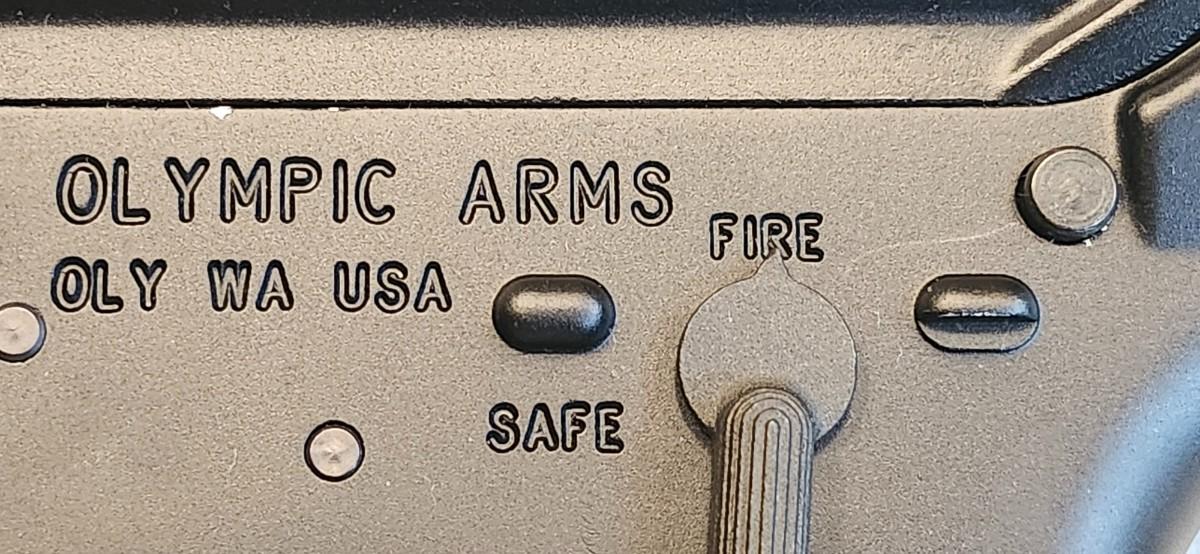 OLYMPIC ARMS
FIRE
OLY WA USA
SAFE